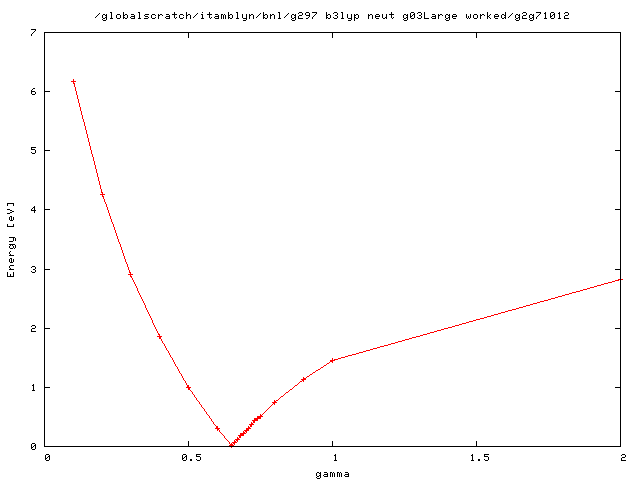 /globalscratch/itamblyn/bnl/g297 b3lyp neut g03Large worked/g2g71012
7
6
5
4
3
2
1
0
Energy [eV]
0 0.5 1 1.5 2
gamma